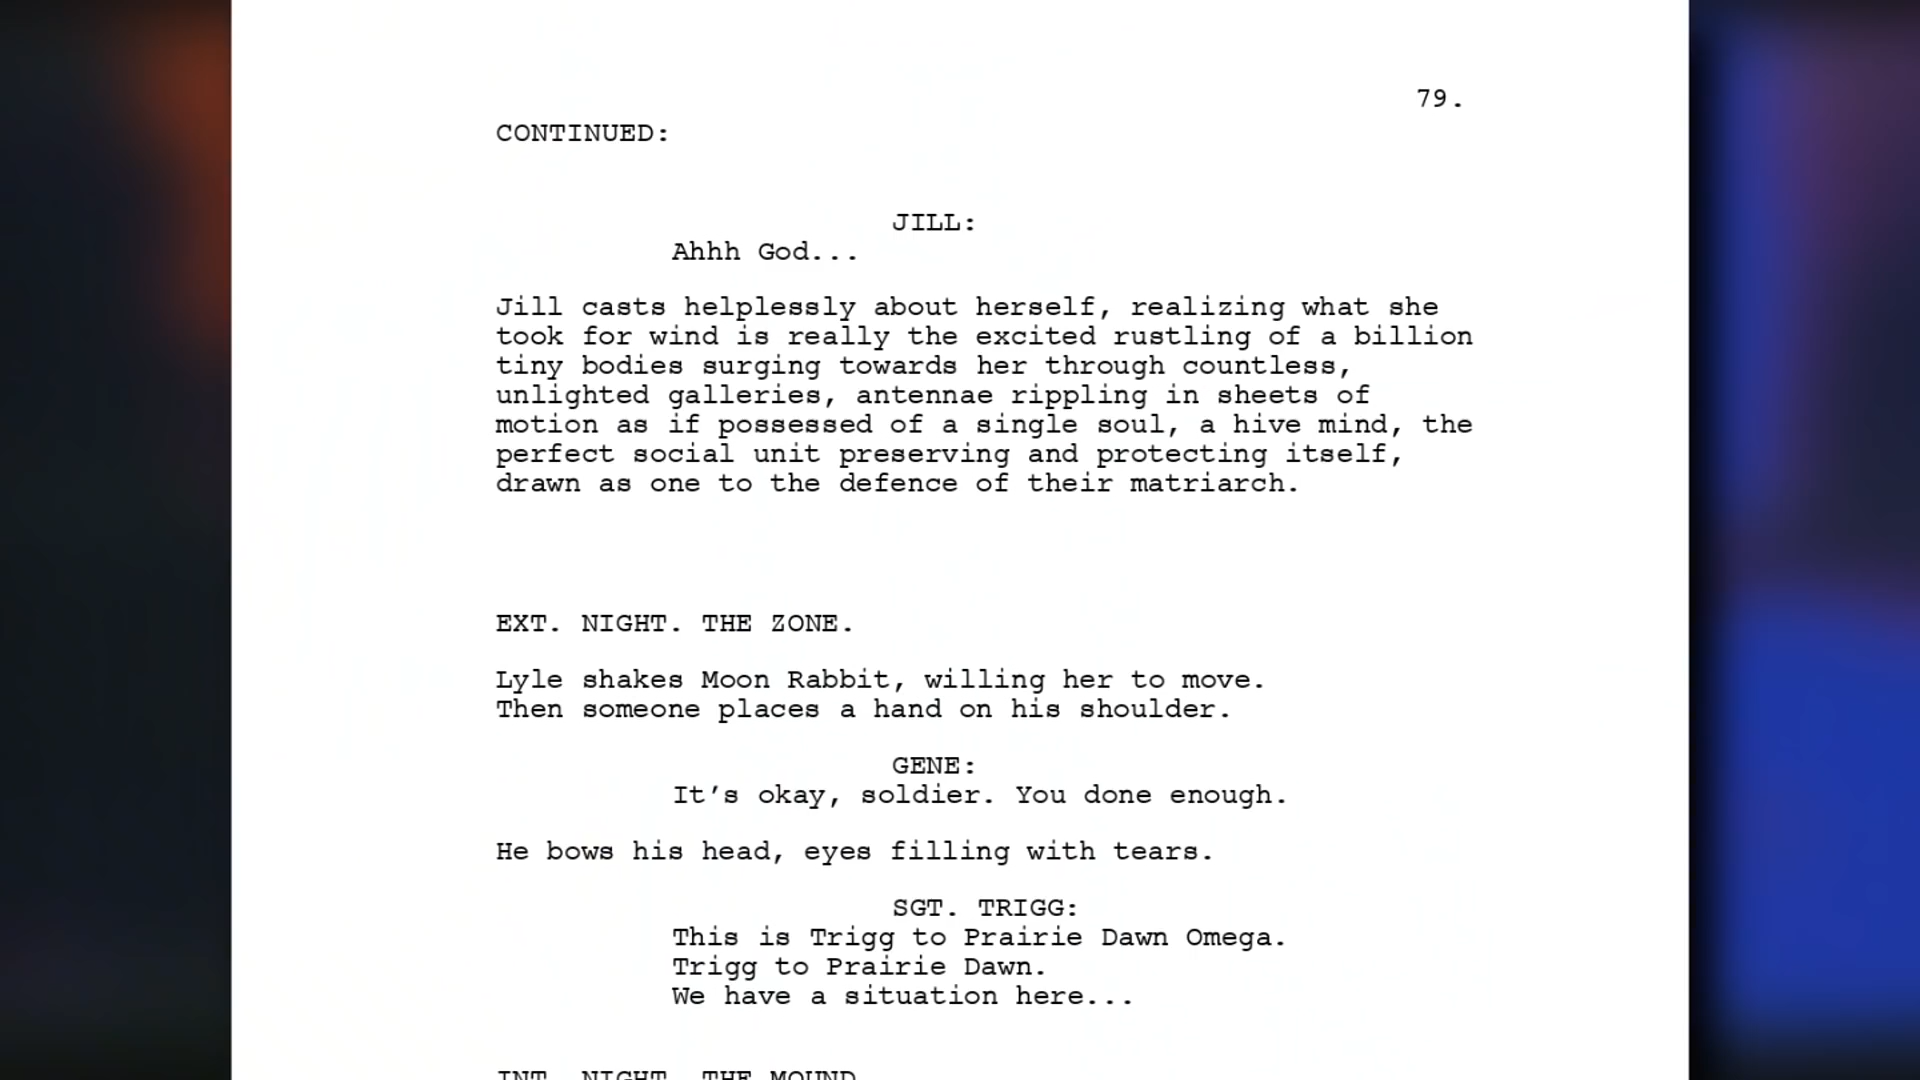 79.
CONTINUED:
JILL:
Ahhh God...
Jill casts helplessly about herself, realizing what she
took for wind is really the excited rustling of a billion
tiny bodies surging towards her through countless,
unlighted galleries, antennae rippling in sheets of
motion as if possessed of a single soul, a hive mind, the
perfect social unit preserving and protecting itself,
drawn as one to the defence of their matriarch.
EXT. NIGHT. THE ZONE.
Lyle shakes Moon Rabbit, willing her to move.
Then someone places a hand on his shoulder.
GENE:
It’s okay, soldier. You done enough.
He bows his head, eyes filling with tears.
SGT. TRIGG:
This is Trigg to Prairie Dawn Omega.
Trigg to Prairie Dawn.
We have a situation here...
INT. NIGHT. THE MOUND.